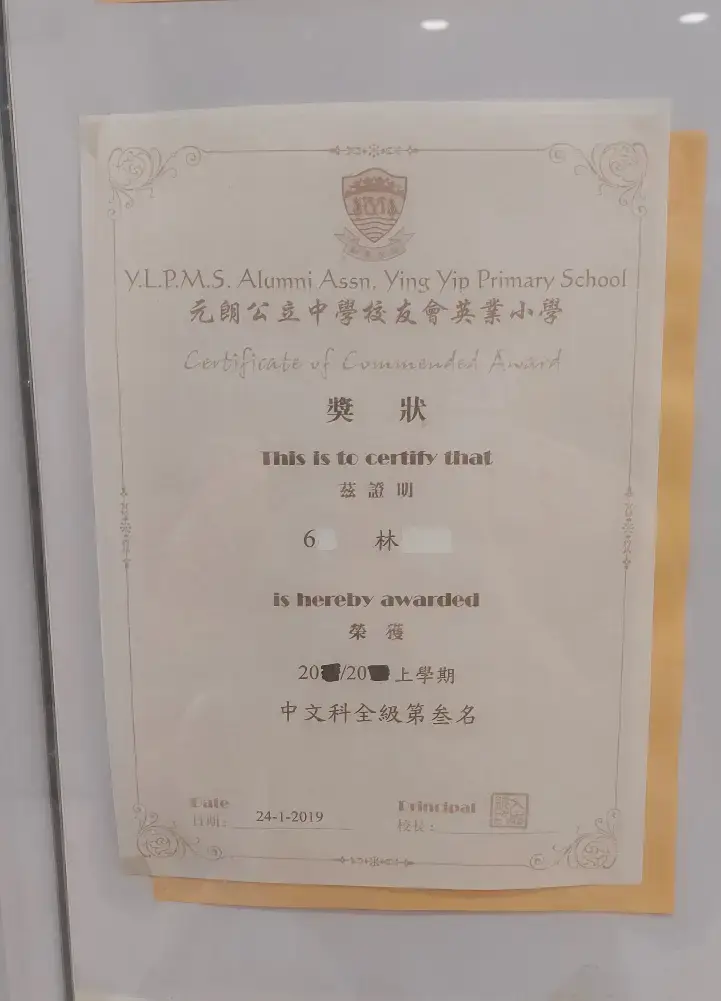 Y.L.P.M.S. Alumni Assn. Ying Yip Primary School
元朗公立中學校友會英業小學
Certificate of Commended Award
獎 狀
This is to certify that
茲 證 明
6 林
is hereby awarded
榮 獲
20 /20 上學期
中文科全級第叁名
Date Principal
日期: 24-1-2019 校長: